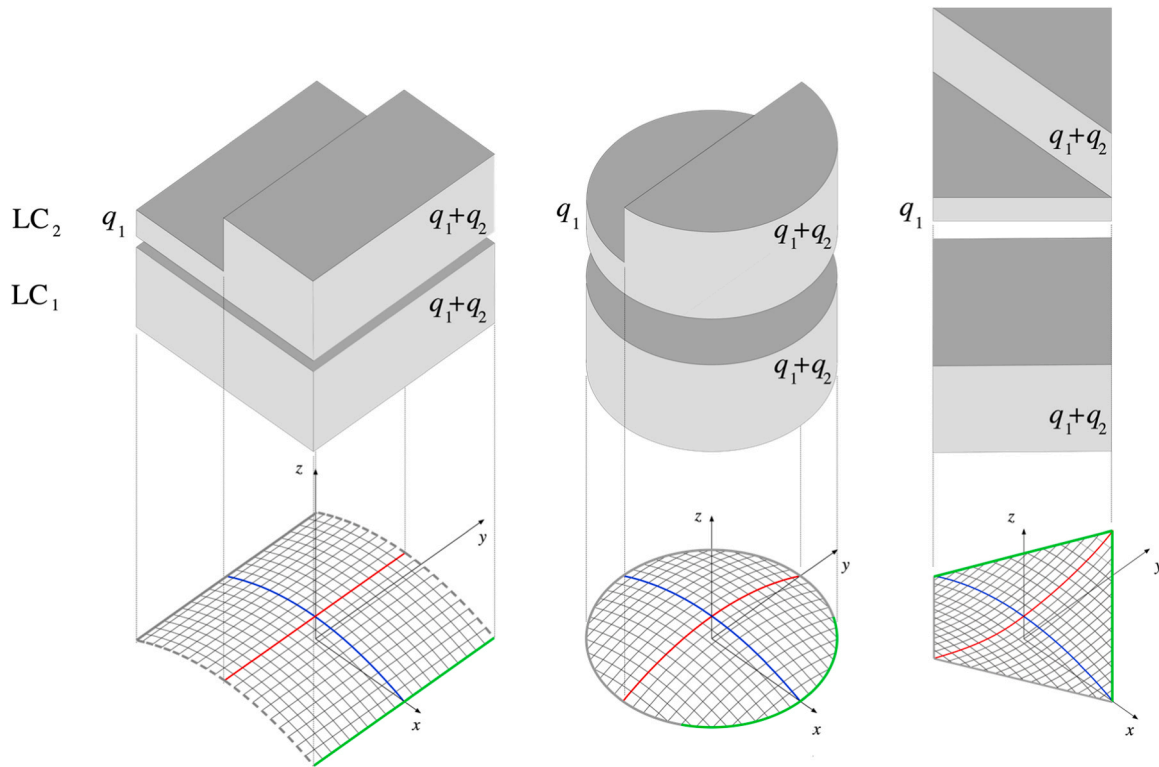 LC₂ q₁ q₁+q₂ q₁ q₁+q₂ q₁ q₁+q₂
LC₁ q₁+q₂ q₁+q₂ q₁+q₂
z z z
y y y
x x x